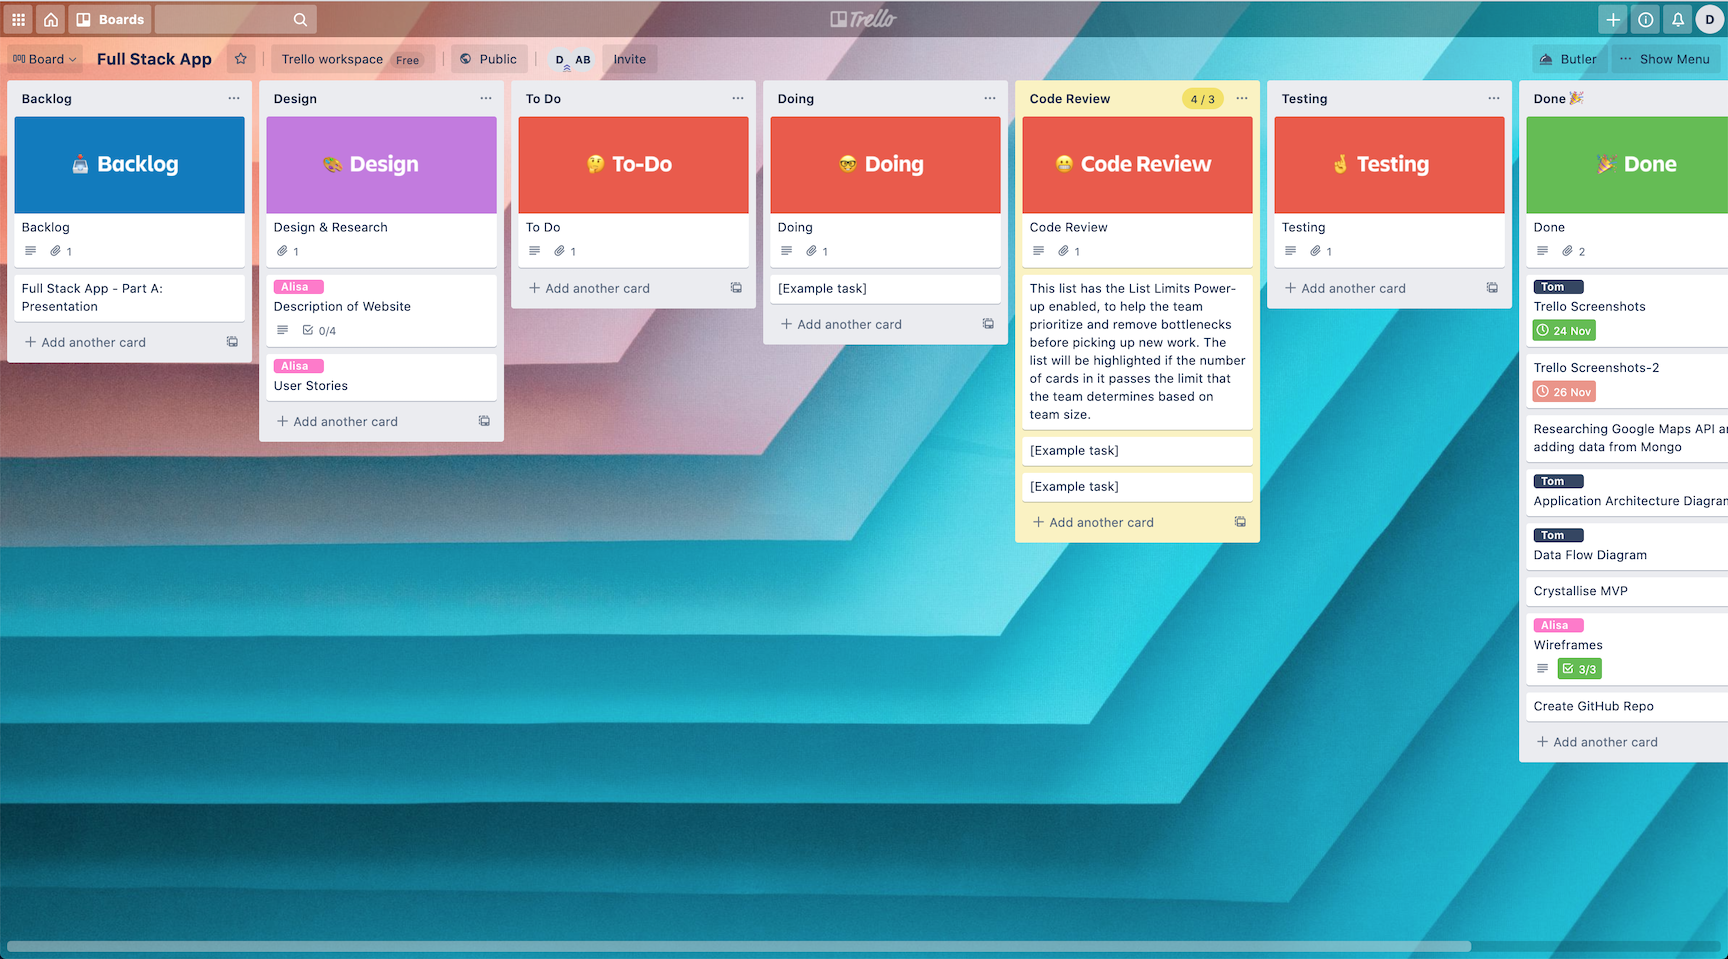 Boards
Trello
D
Board
Full Stack App
Trello workspace Free
Public
D AB
Invite
Butler
Show Menu
Backlog
Backlog
Backlog
1
Full Stack App - Part A:
Presentation
Add another card
Design
Design
Design & Research
1
Alisa
Description of Website
0/4
Alisa
User Stories
Add another card
To Do
To-Do
To Do
1
Add another card
Doing
Doing
Doing
1
[Example task]
Add another card
Code Review 4 / 3
Code Review
Code Review
1
This list has the List Limits Power-
up enabled, to help the team
prioritize and remove bottlenecks
before picking up new work. The
list will be highlighted if the number
of cards in it passes the limit that
the team determines based on
team size.
[Example task]
[Example task]
Add another card
Testing
Testing
Testing
1
Add another card
Done
Done
Done
2
Tom
Trello Screenshots
24 Nov
Trello Screenshots-2
26 Nov
Researching Google Maps API
adding data from Mongo
Tom
Application Architecture
Tom
Data Flow Diagram
Crystallise MVP
Alisa
Wireframes
3/3
Create GitHub Repo
Add another card